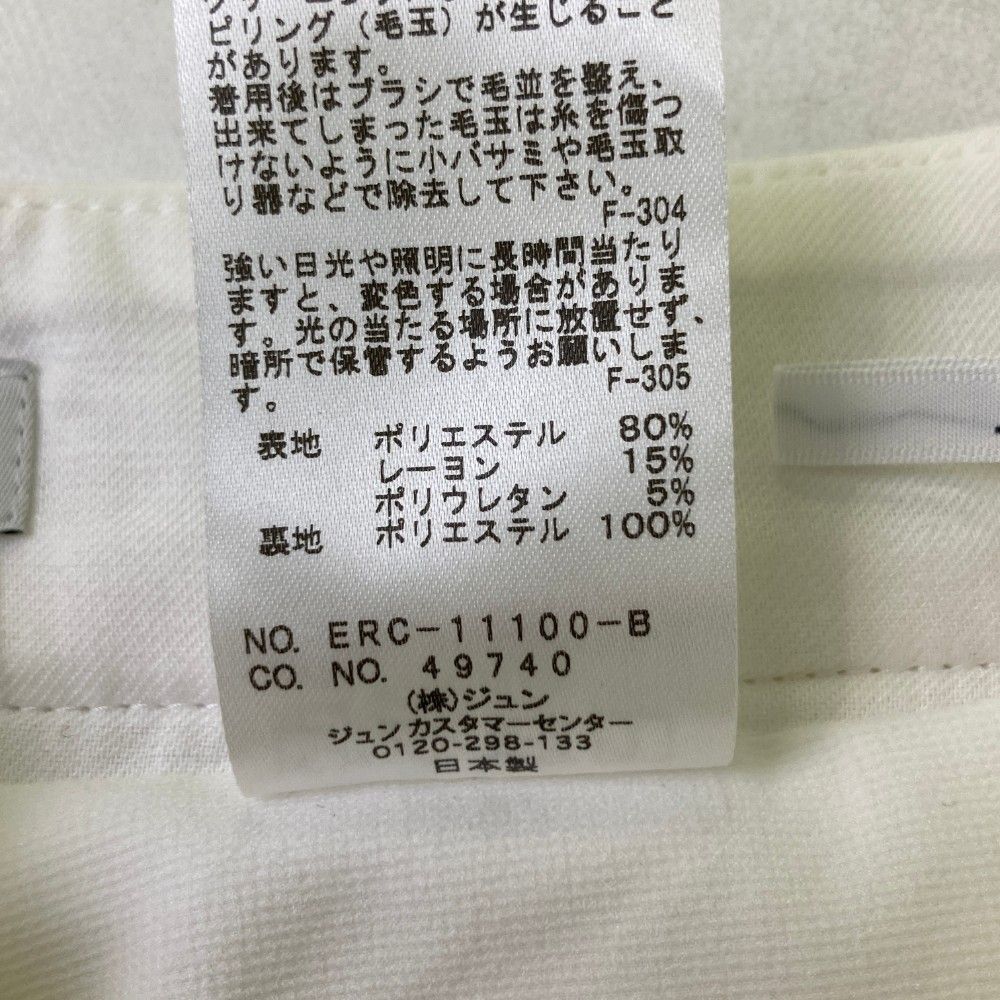 ピリング(毛玉)が生じること
があります。
着用後はブラシで毛並を整え、
出来てしまった毛玉は糸を傷つ
けないように小バサミや毛玉取
り器などで除去して下さい。
F-304
強い日光や照明に長時間当たり
ますと、変色する場合がありま
す。光の当たる場所に放置せず、
暗所で保管するようお願いしま
す。
F-305
表地 ポリエステル 80%
レーヨン 15%
ポリウレタン 5%
裏地 ポリエステル 100%
NO. ERC-11100-B
CO. NO. 49740
(株)ジュン
ジュンカスタマーセンター
0120-298-133
日本製